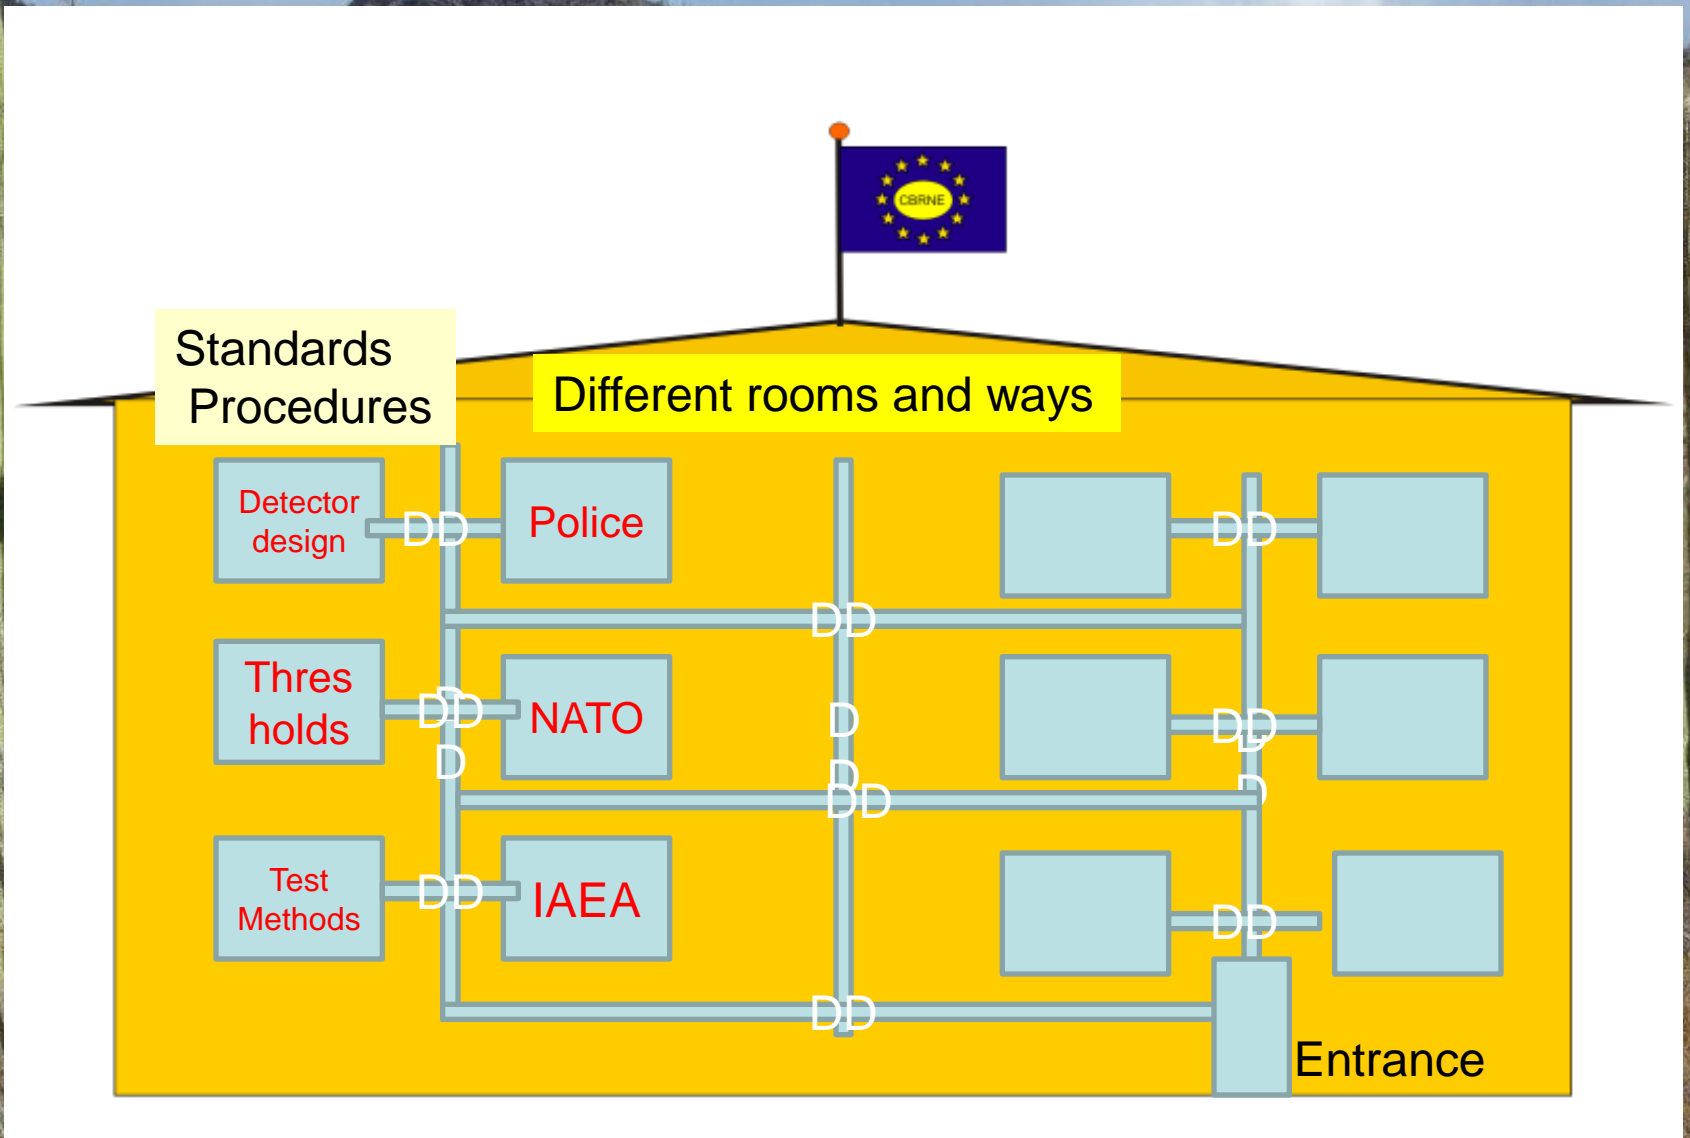 CBRNE
Standards
Procedures
Different rooms and ways
Detector
design
DD
Police
DD
DD
Thres
holds
D
DD
D
NATO
D
D
DD
DD
D
D
Test
Methods
DD
IAEA
DD
DD
Entrance